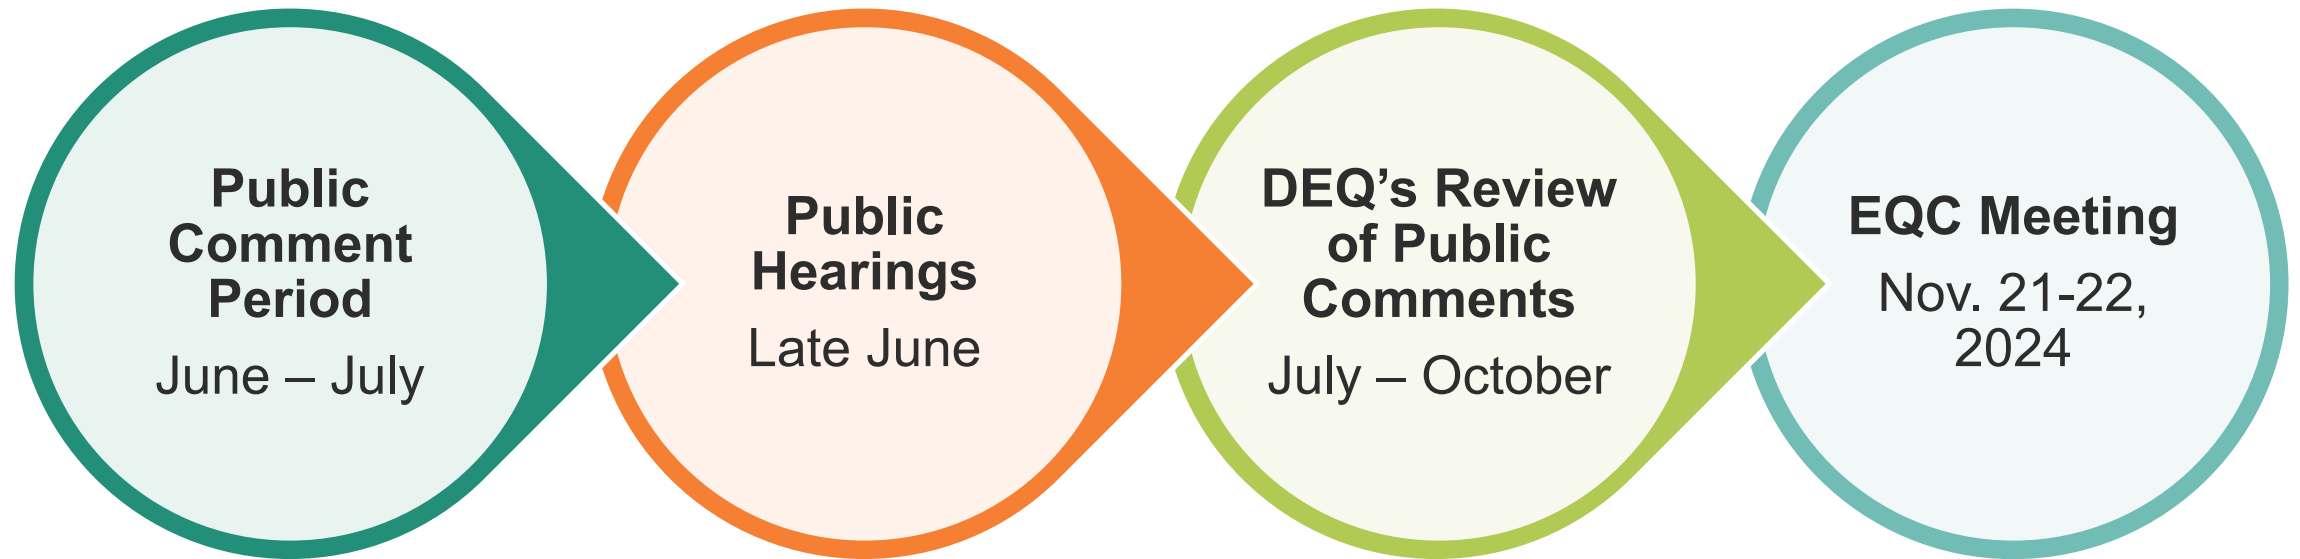 Public
Comment
Period
June – July
Public
Hearings
Late June
DEQ’s Review
of Public
Comments
July – October
EQC Meeting
Nov. 21-22,
2024